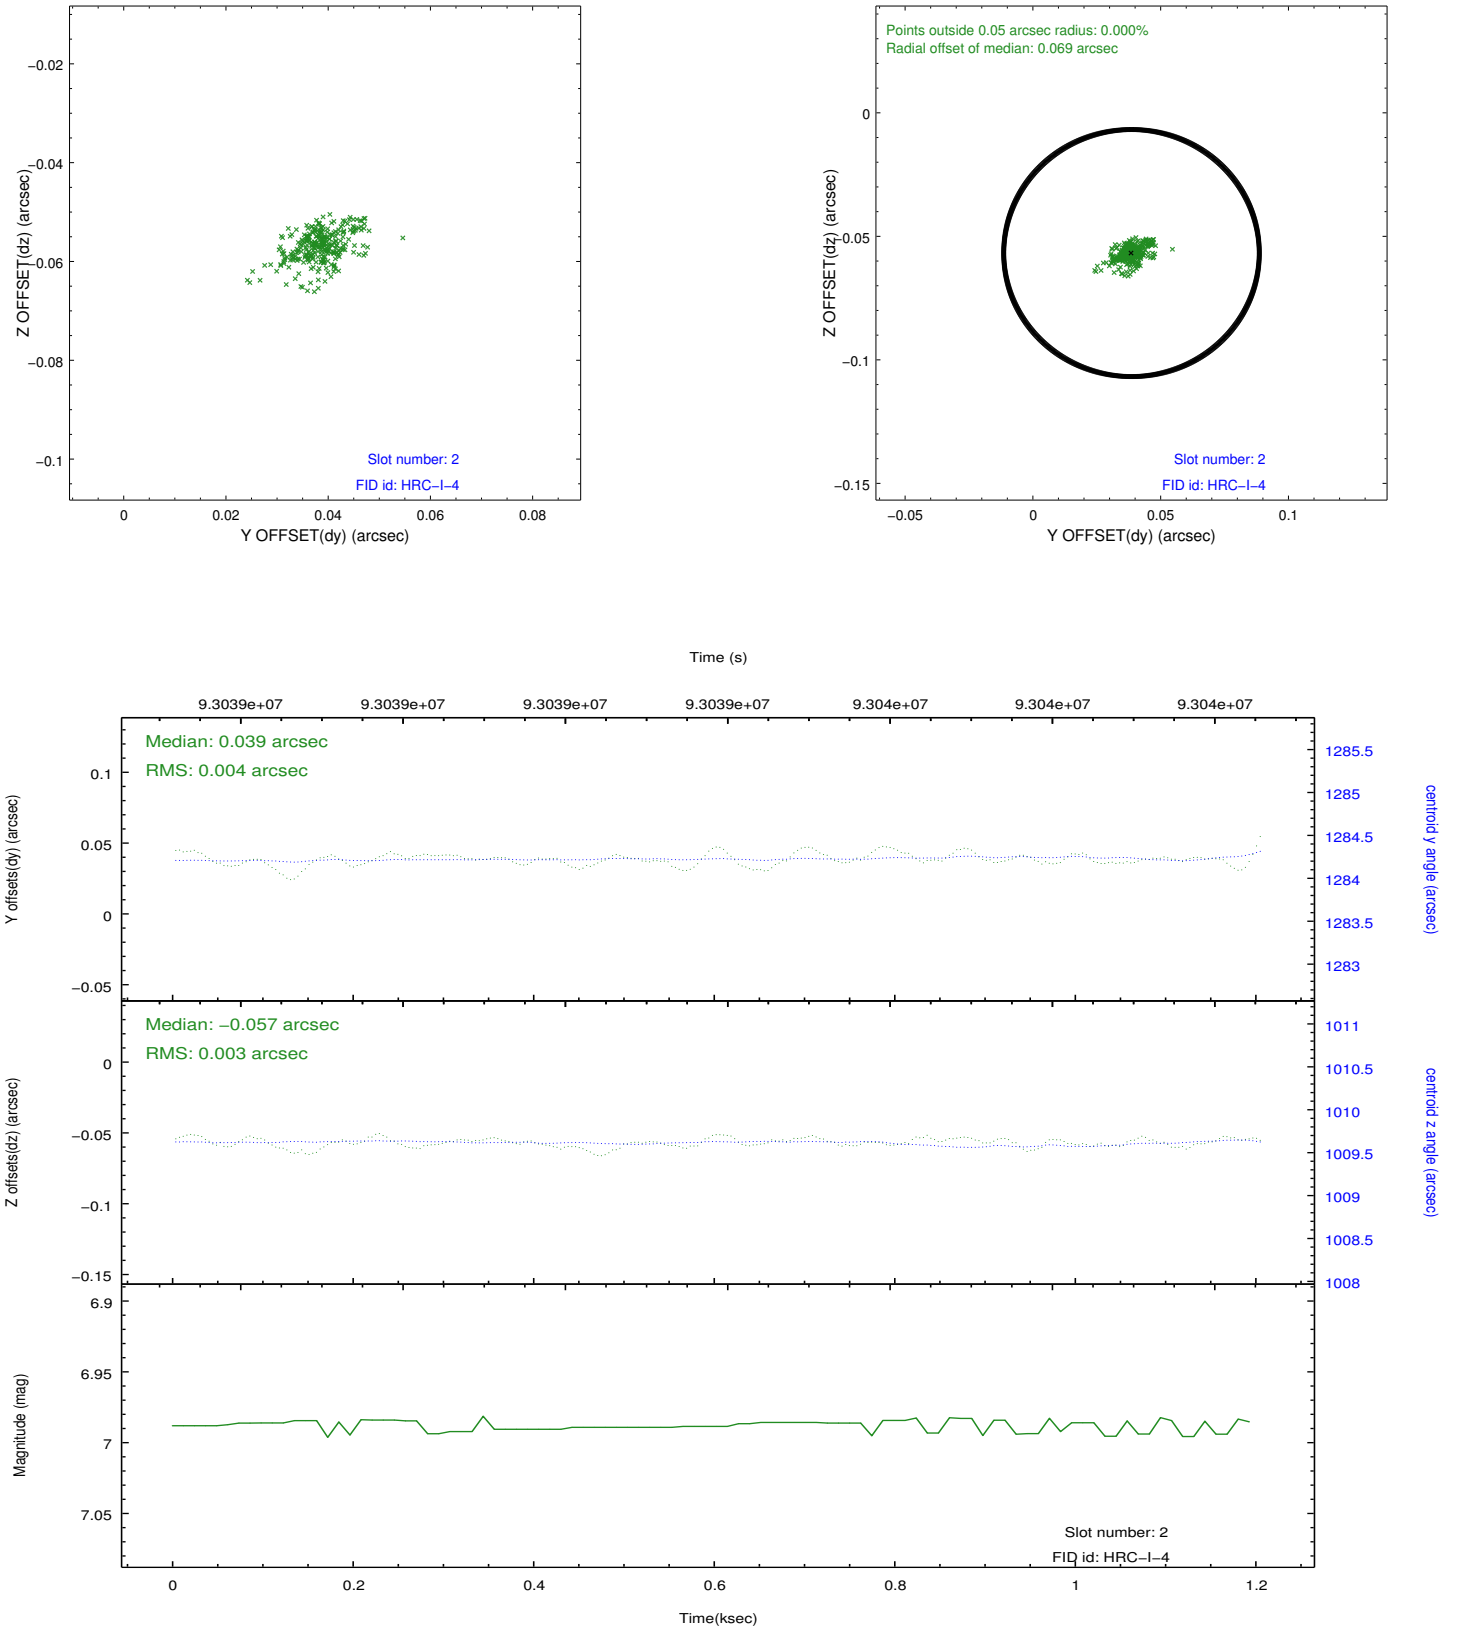 −0.02
−0.04
−0.06
−0.08
−0.1
Z OFFSET(dz) (arcsec)
Slot number: 2
FID id: HRC−I−4
0 0.02 0.04 0.06 0.08
Y OFFSET(dy) (arcsec)
Points outside 0.05 arcsec radius: 0.000%
Radial offset of median: 0.069 arcsec
0
−0.05
−0.1
−0.15
Z OFFSET(dz) (arcsec)
Slot number: 2
FID id: HRC−I−4
−0.05 0 0.05 0.1
Y OFFSET(dy) (arcsec)
Time (s)
9.3039e+07 9.3039e+07 9.3039e+07 9.3039e+07 9.304e+07 9.304e+07 9.304e+07
Median: 0.039 arcsec
RMS: 0.004 arcsec
0.1
0.05
0
−0.05
Y offsets(dy) (arcsec)
1285.5
1285
1284.5
1284
1283.5
1283
centroid y angle (arcsec)
Median: −0.057 arcsec
RMS: 0.003 arcsec
0
−0.05
−0.1
−0.15
Z offsets(dz) (arcsec)
1011
1010.5
1010
1009.5
1009
1008.5
1008
centroid z angle (arcsec)
6.9
6.95
7
7.05
Magnitude (mag)
Slot number: 2
FID id: HRC−I−4
0 0.2 0.4 0.6 0.8 1 1.2
Time(ksec)